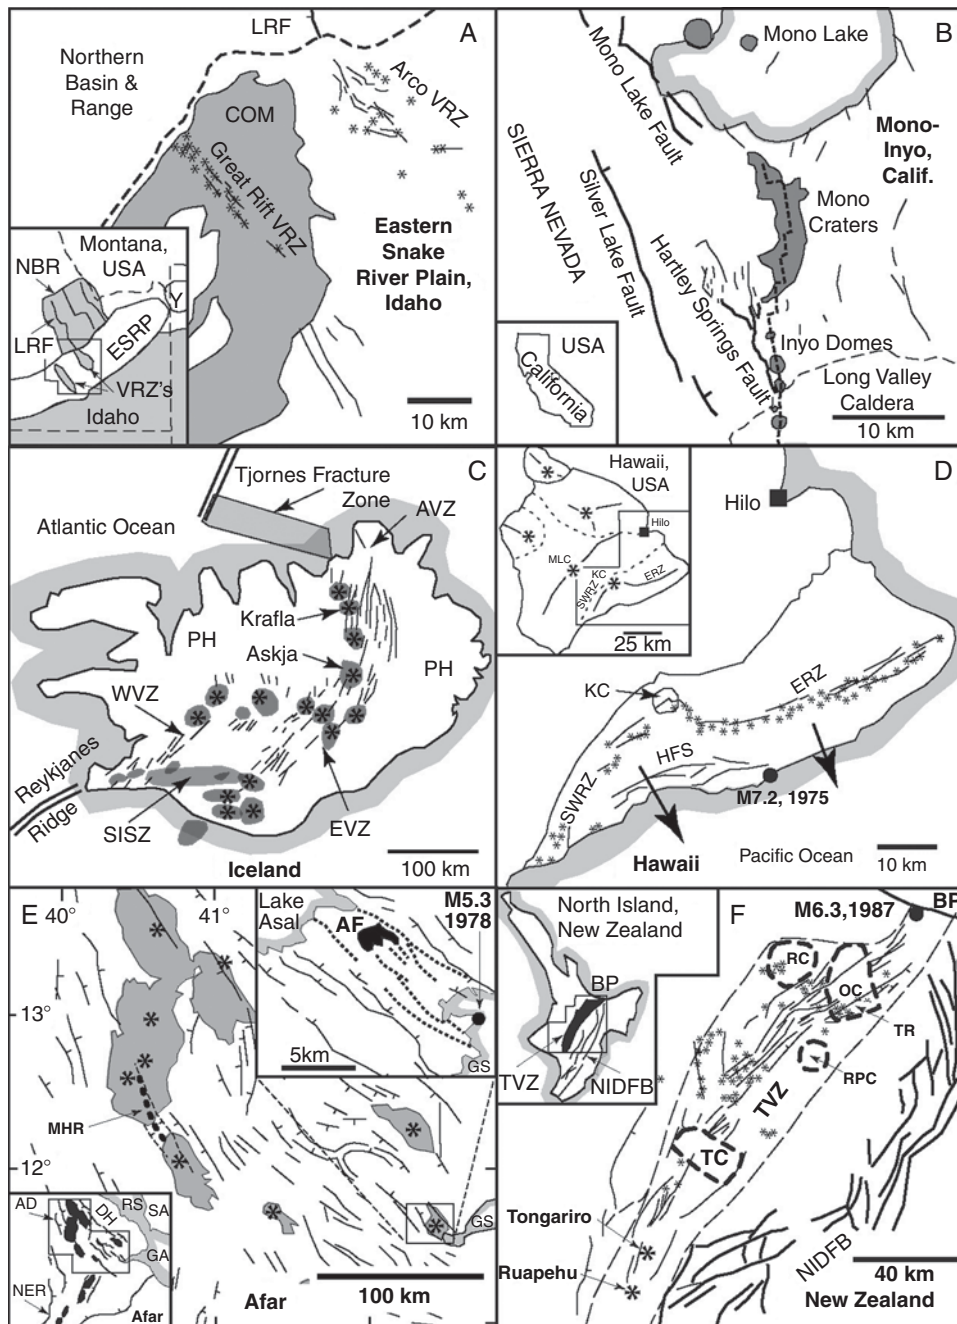 A
LRF
Northern
Basin &
Range
COM
Arco VRZ
Great Rift VRZ
Eastern
Snake
River Plain,
Idaho
Montana,
USA
NBR
Y
ESRP
LRF
VRZ's
Idaho
10 km
B
Mono Lake
Mono Lake Fault
Mono-
Inyo,
Calif.
SIERRA NEVADA
Silver Lake Fault
Mono
Craters
Hartley Springs Fault
Inyo Domes
USA
California
Long Valley
Caldera
10 km
C
Tjornes Fracture
Zone
Atlantic Ocean
AVZ
Krafla
PH
Askja
PH
WVZ
Reykjanes
Ridge
SISZ
EVZ
Iceland
100 km
D
Hawaii,
USA
Hilo
MLC
KC
SWRZ
ERZ
25 km
Hilo
KC
ERZ
HFS
SWRZ
M7.2, 1975
Hawaii
Pacific Ocean
10 km
E
40°
41°
13°
12°
Lake
Asal
AF
M5.3
1978
5km
GS
MHR
GS
AD
DH
RS
SA
GA
NER
Afar
Afar
100 km
F
North Island,
New Zealand
BP
TVZ
NIDFB
M6.3,1987
BP
RC
OC
TR
RPC
TVZ
TC
Tongariro
Ruapehu
NIDFB
40 km
New Zealand